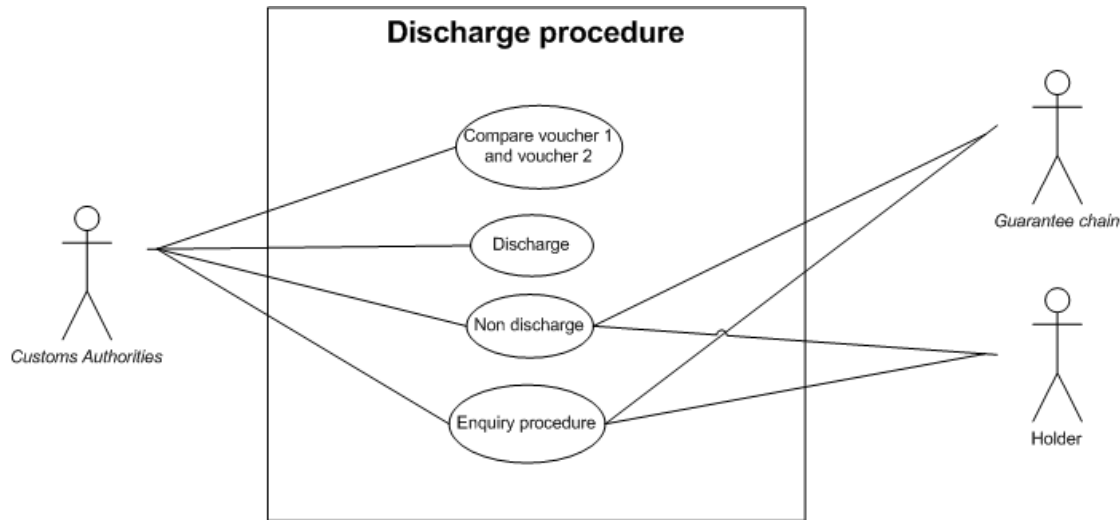 Discharge procedure
Compare voucher 1
and voucher 2
Guarantee chain
Discharge
Non discharge
Customs Authorities
Enquiry procedure
Holder